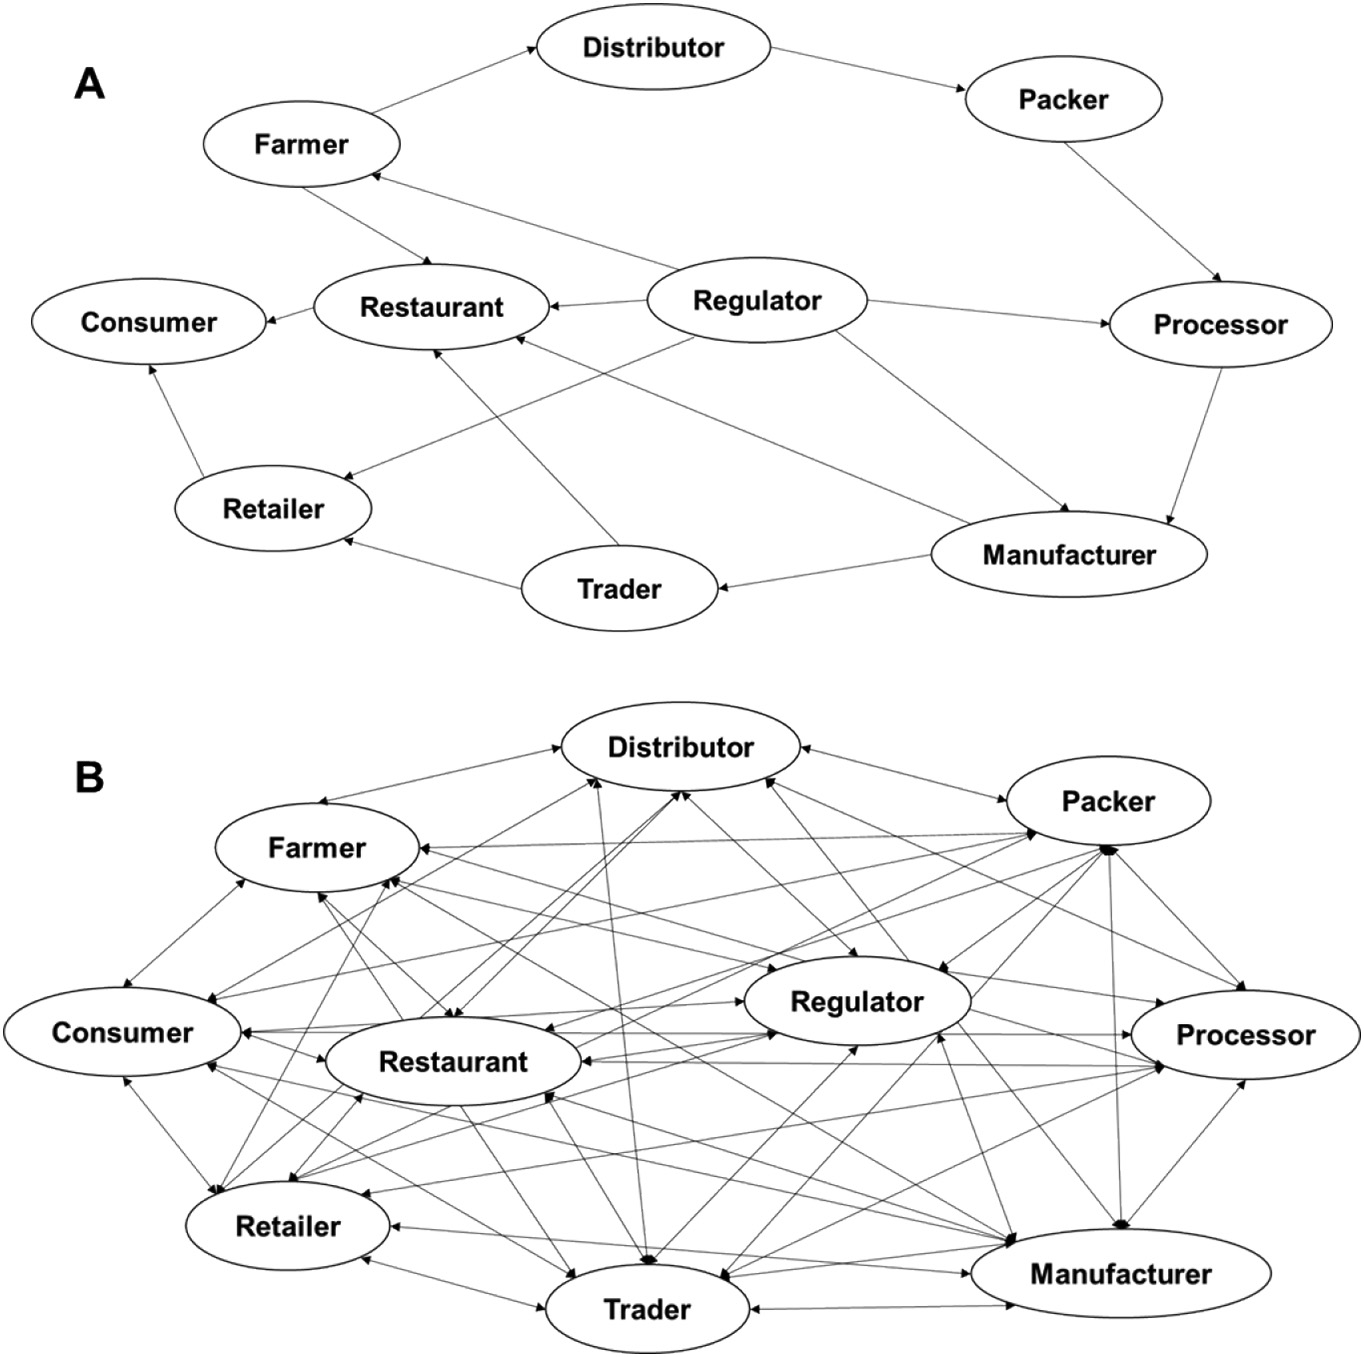 A
Distributor
Packer
Farmer
Consumer
Restaurant
Regulator
Processor
Retailer
Trader
Manufacturer
B
Distributor
Packer
Farmer
Consumer
Restaurant
Regulator
Processor
Retailer
Trader
Manufacturer